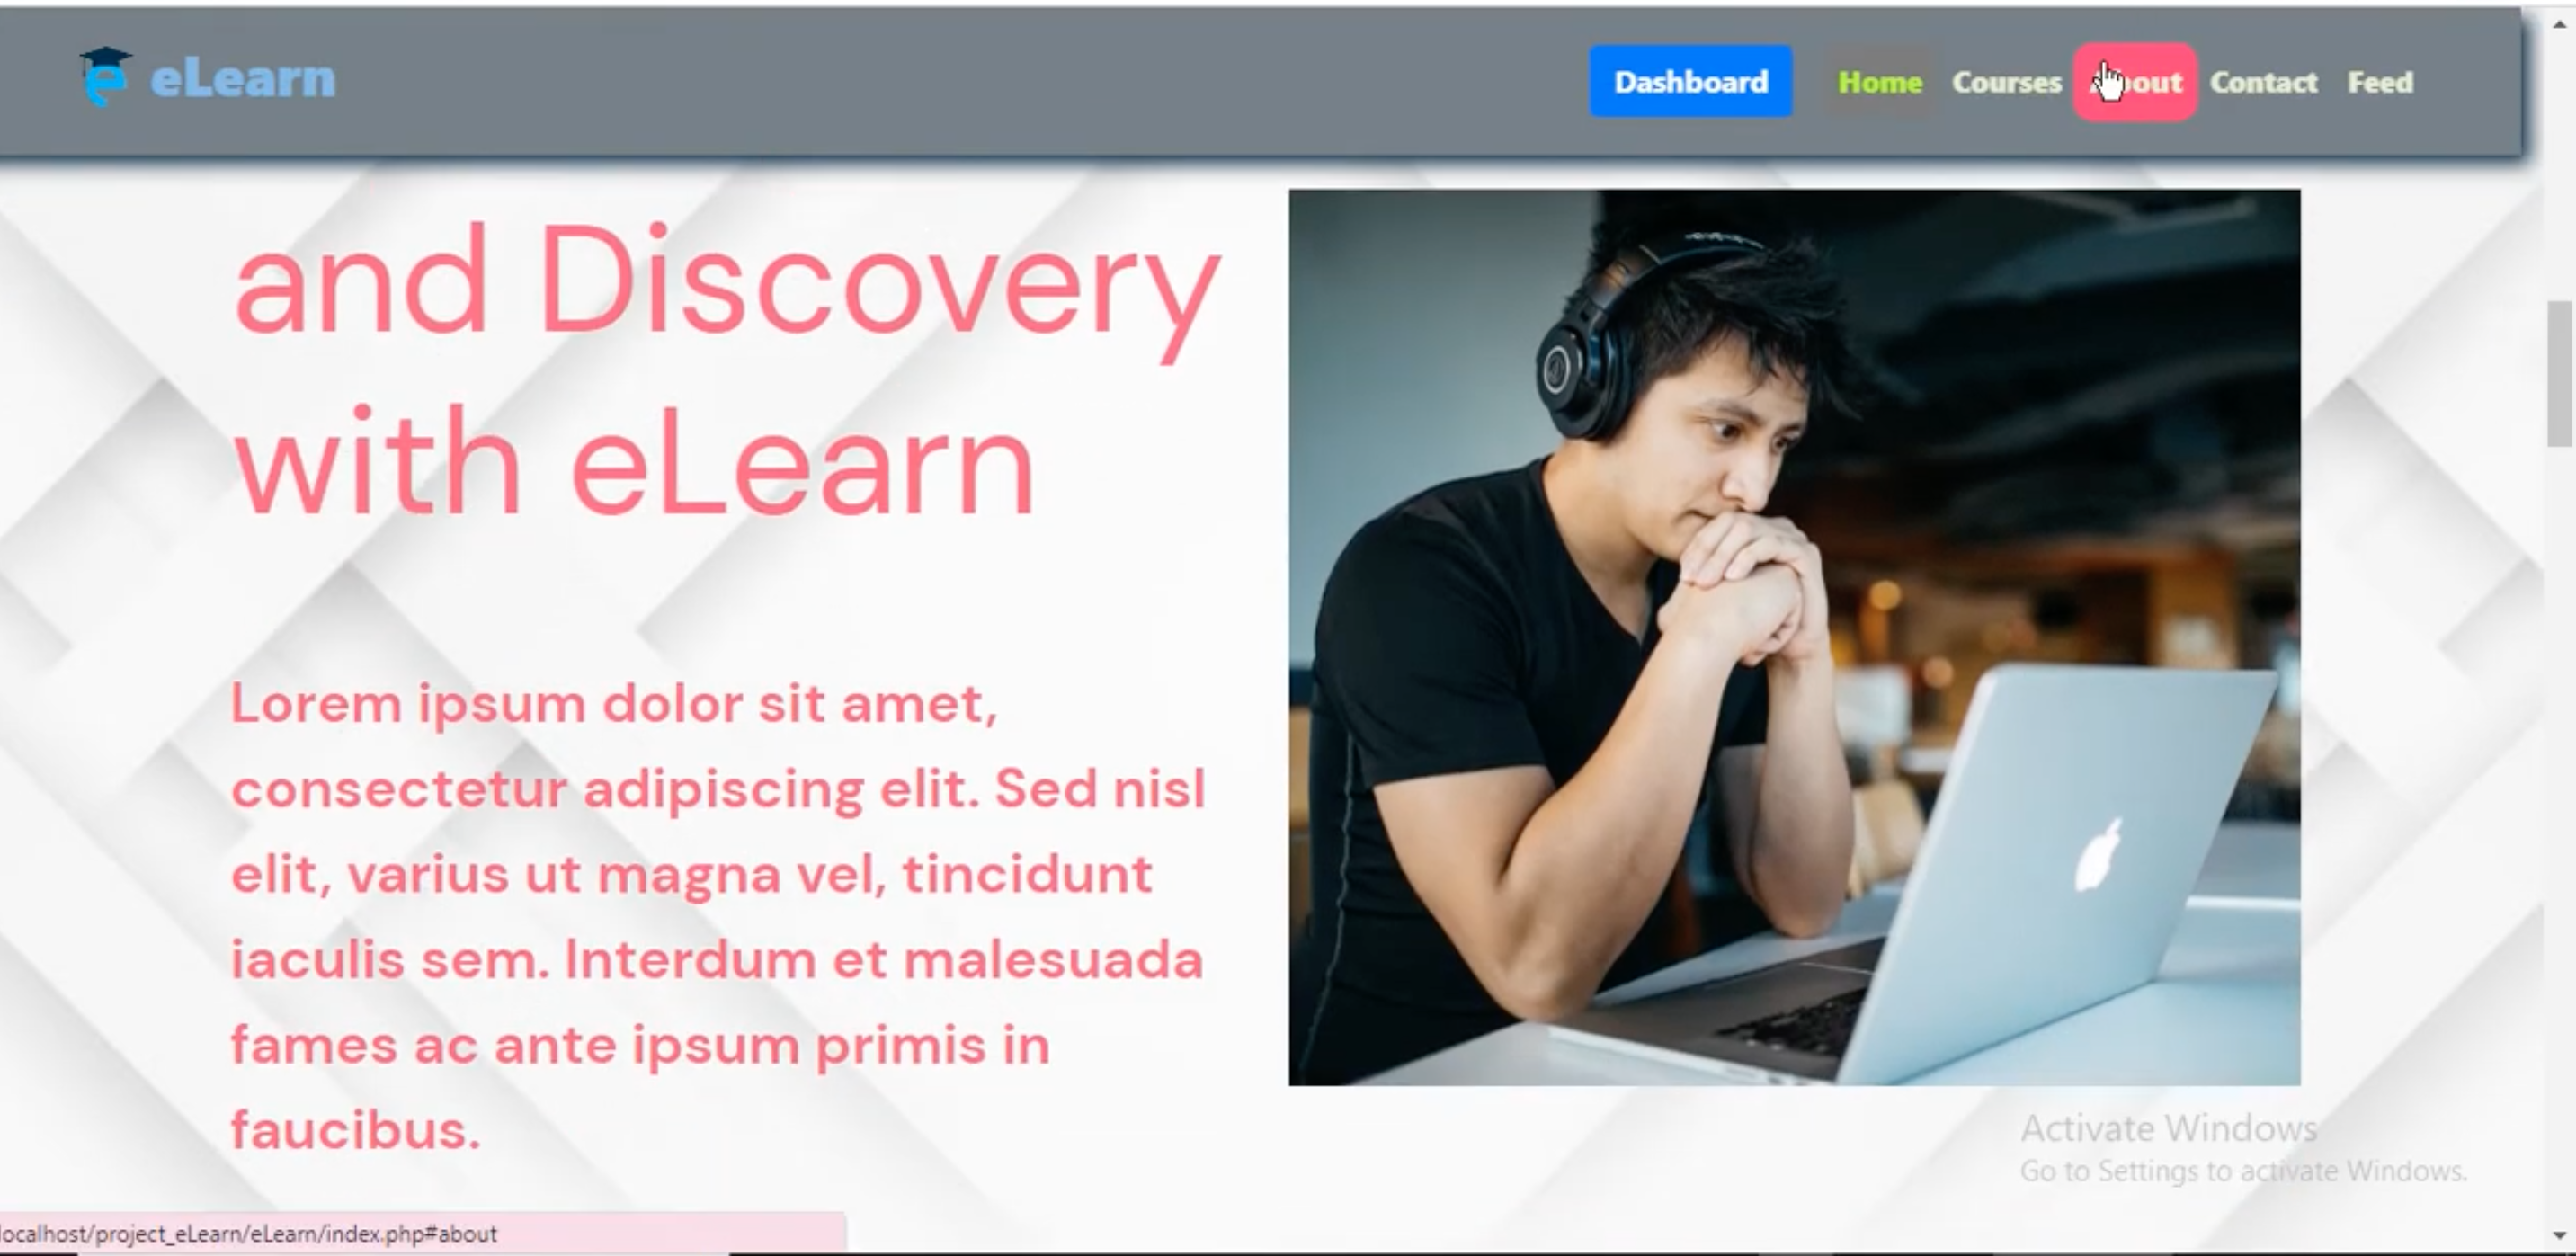 eLearn
Dashboard Home Courses About Contact Feed
and Discovery
with eLearn
Lorem ipsum dolor sit amet,
consectetur adipiscing elit. Sed nisl
elit, varius ut magna vel, tincidunt
iaculis sem. Interdum et malesuada
fames ac ante ipsum primis in
faucibus.
Activate Windows
Go to Settings to activate Windows.
localhost/project_eLearn/eLearn/index.php#about